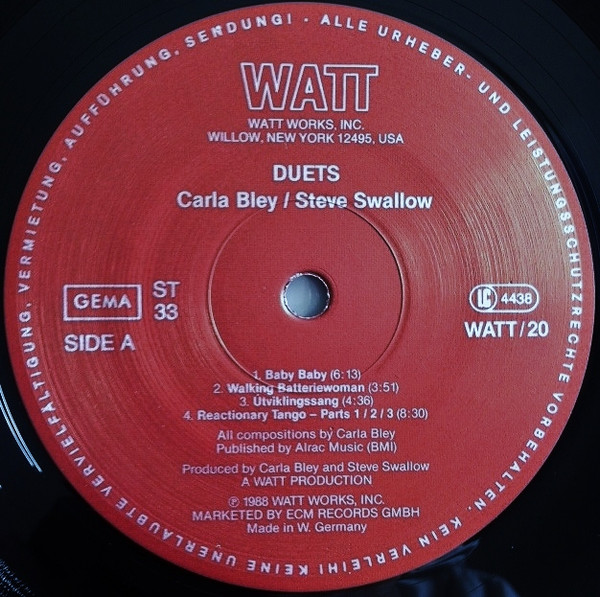 WATT
WATT WORKS, INC.
WILLOW, NEW YORK 12495, USA
DUETS
Carla Bley / Steve Swallow
GEMA
ST
33
SIDE A
LC 4438
WATT/20
1. Baby Baby (6:13)
2. Walking Batteriewoman (3:51)
3. Útviklingssang (4:36)
4. Reactionary Tango – Parts 1 / 2 / 3 (8:30)
All compositions by Carla Bley
Published by Alrac Music (BMI)
Produced by Carla Bley and Steve Swallow
A WATT PRODUCTION
℗ 1988 WATT WORKS, INC.
MARKETED BY ECM RECORDS GMBH
Made in W. Germany
ALLE URHEBER- UND LEISTUNGSSCHUTZRECHTE VORBEHALTEN. KEIN VERLEIH! KEINE UNERLAUBTE VERVIELFÄLTIGUNG, VERMIETUNG, AUFFÜHRUNG, SENDUNG! ·